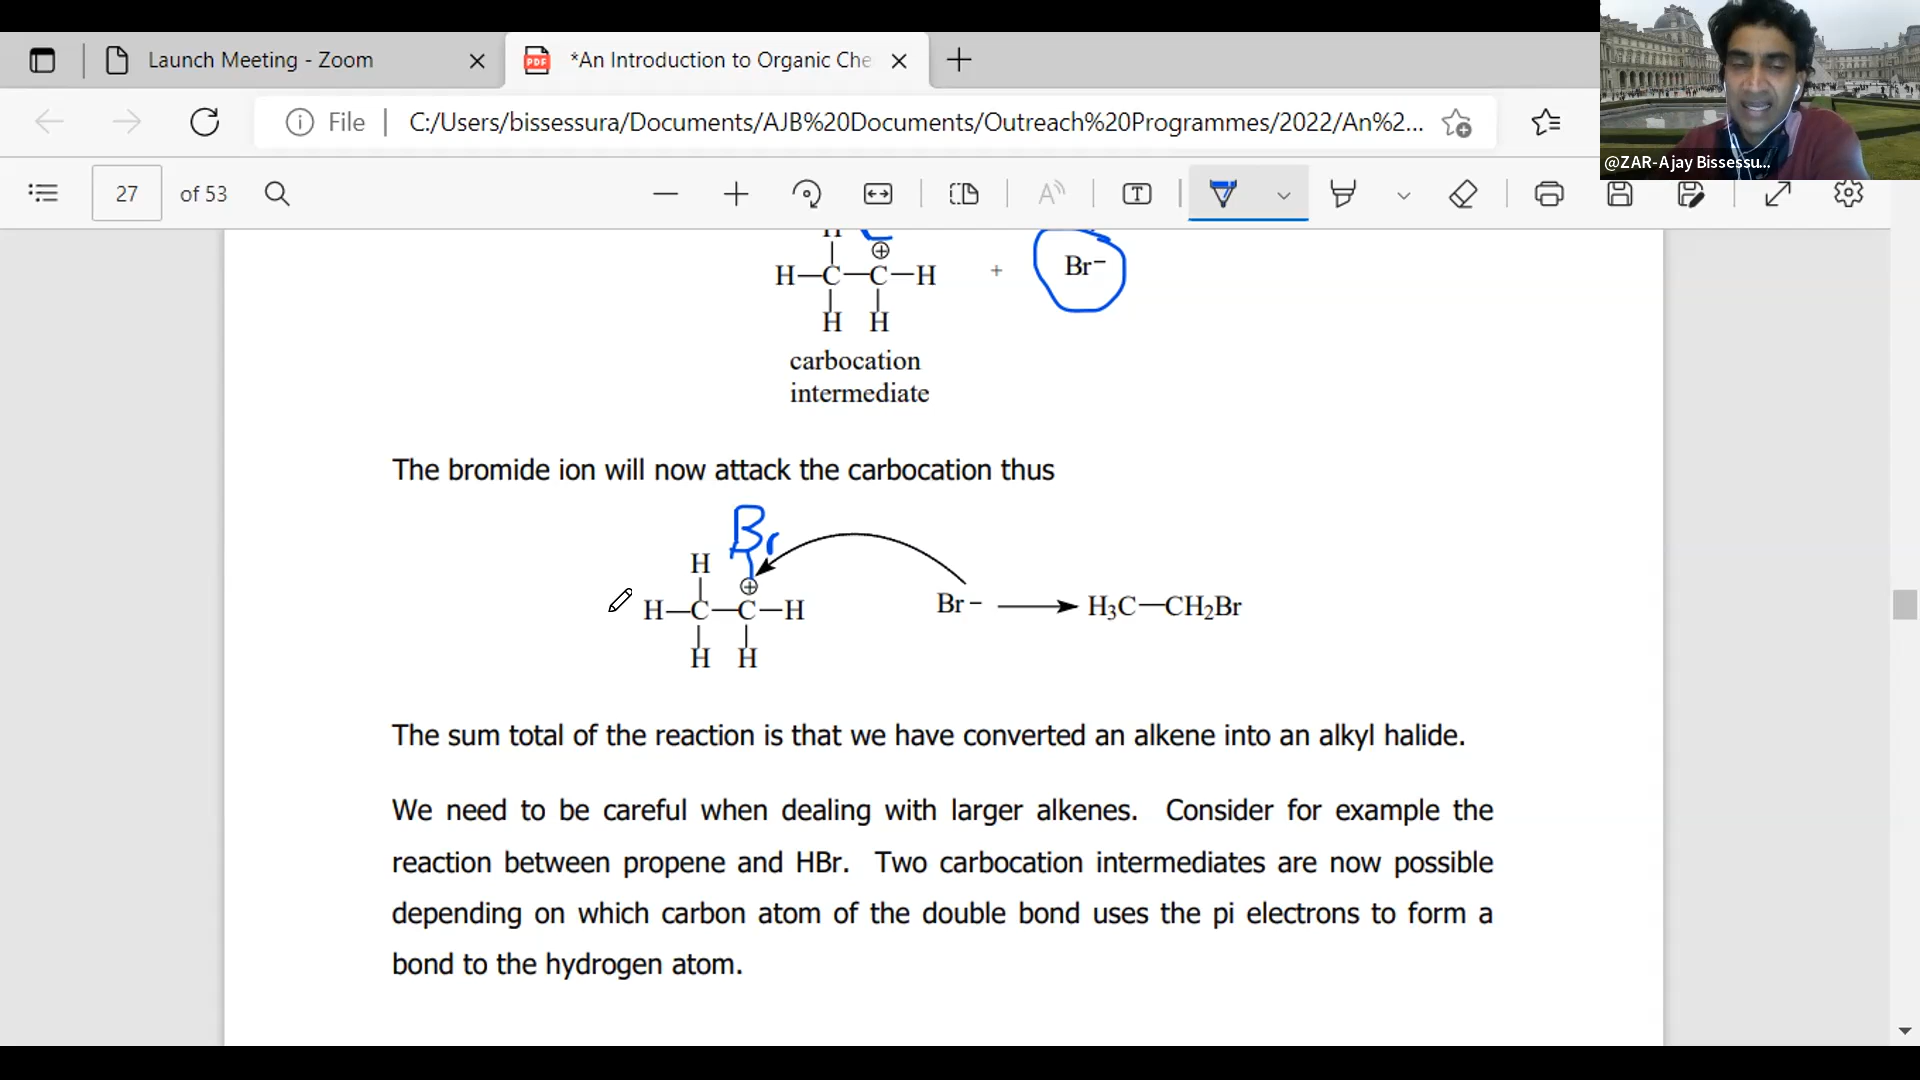 Launch Meeting - Zoom
*An Introduction to Organic Che
File
C:/Users/bissessura/Documents/AJB%20Documents/Outreach%20Programmes/2022/An%2...
@ZAR-Ajay Bissessu...
27 of 53
H
⊕
H—C—C—H + Br−
H H
carbocation
intermediate
The bromide ion will now attack the carbocation thus
Br
H
⊕
H—C—C—H Br− ⟶ H₃C—CH₂Br
H H
The sum total of the reaction is that we have converted an alkene into an alkyl halide.
We need to be careful when dealing with larger alkenes. Consider for example the
reaction between propene and HBr. Two carbocation intermediates are now possible
depending on which carbon atom of the double bond uses the pi electrons to form a
bond to the hydrogen atom.